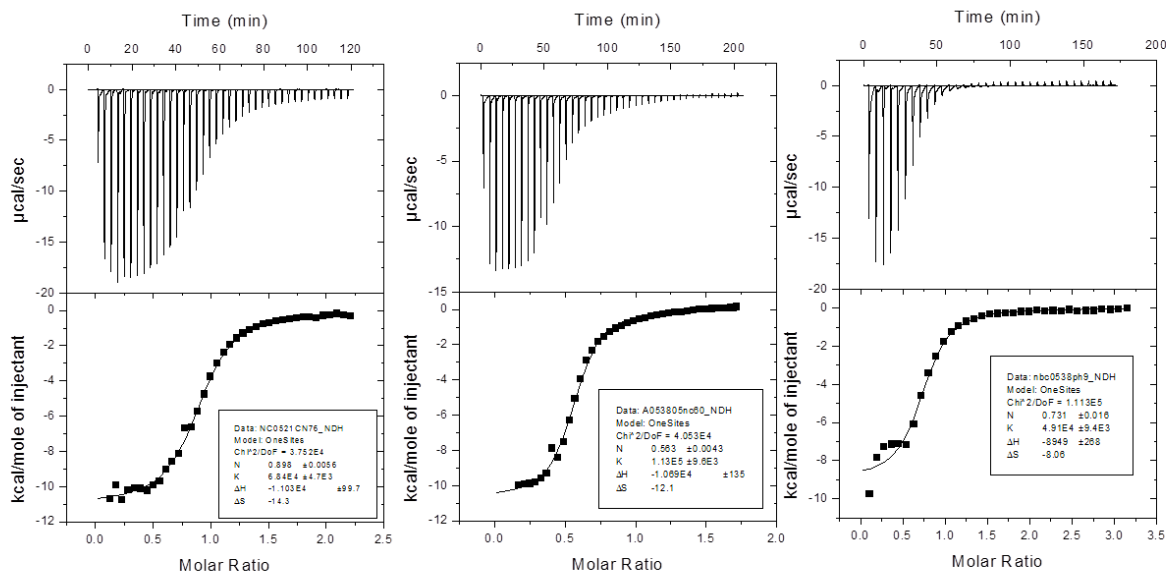 Time (min)
0 10 20 30 40 50 60 70 80 90 100 110 120
0
-5
-10
-15
-20
µcal/sec
0
-2
-4
-6
-8
-10
-12
kcal/mole of injectant
Data: NC0521CN76_NDH
Model: OneSites
Chi^2/DoF = 3.752E4
N 0.898 ±0.0056
K 6.84E4 ±4.7E3
ΔH -1.103E4 ±99.7
ΔS -14.3
0.0 0.5 1.0 1.5 2.0 2.5
Molar Ratio
Time (min)
0 50 100 150 200
0
-5
-10
-15
µcal/sec
0
-2
-4
-6
-8
-10
-12
kcal/mole of injectant
Data: A053805nc60_NDH
Model: OneSites
Chi^2/DoF = 4.053E4
N 0.563 ±0.0043
K 1.13E5 ±9.6E3
ΔH -1.069E4 ±135
ΔS -12.1
0.0 0.5 1.0 1.5 2.0
Molar Ratio
Time (min)
0 50 100 150 200
0
-5
-10
-15
-20
µcal/sec
0
-2
-4
-6
-8
-10
kcal/mole of injectant
Data: nbc0538ph9_NDH
Model: OneSites
Chi^2/DoF = 1.113E5
N 0.731 ±0.016
K 4.91E4 ±9.4E3
ΔH -8949 ±268
ΔS -8.06
0.0 0.5 1.0 1.5 2.0 2.5 3.0 3.5
Molar Ratio